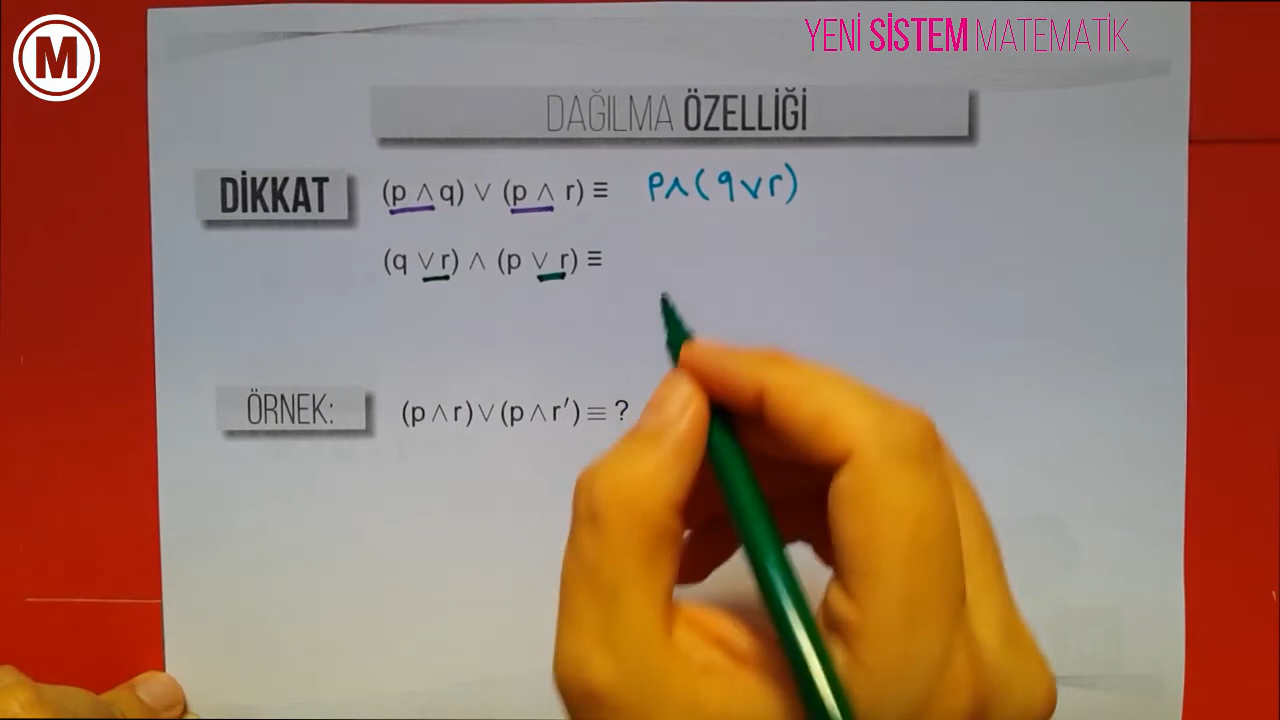 M
YENİ SİSTEM MATEMATİK
DAĞILMA ÖZELLİĞİ
DİKKAT (p ∧ q) ∨ (p ∧ r) ≡ p∧(q∨r)
(q ∨ r) ∧ (p ∨ r) ≡
ÖRNEK: (p ∧ r) ∨ (p ∧ r′) ≡ ?